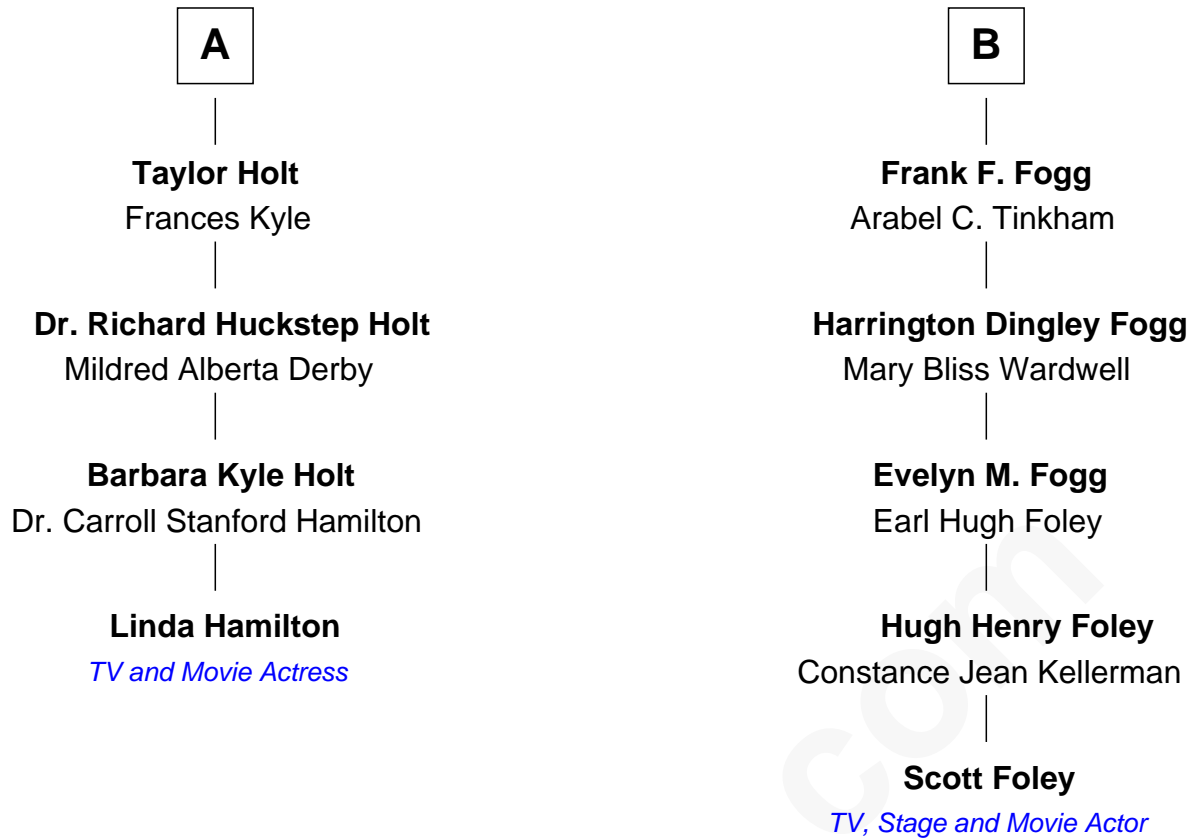 A
Taylor Holt
Frances Kyle
Dr. Richard Huckstep Holt
Mildred Alberta Derby
Barbara Kyle Holt
Dr. Carroll Stanford Hamilton
Linda Hamilton
TV and Movie Actress
B
Frank F. Fogg
Arabel C. Tinkham
Harrington Dingley Fogg
Mary Bliss Wardwell
Evelyn M. Fogg
Earl Hugh Foley
Hugh Henry Foley
Constance Jean Kellerman
Scott Foley
TV, Stage and Movie Actor
com